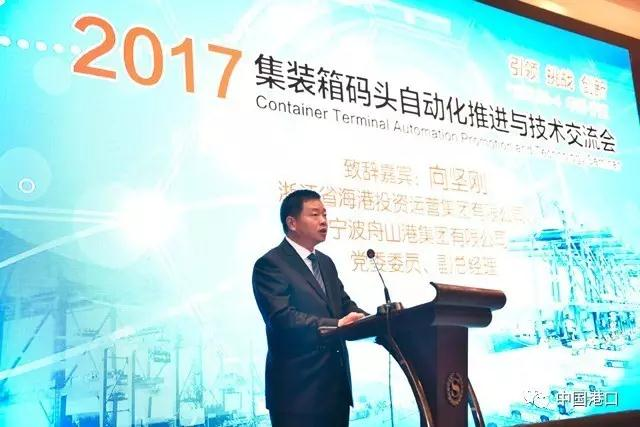 2017
集装箱码头自动化推进与技术交流会
Container Terminal Automation Promotion and Technology Seminar
引领 挑战 创新
致辞嘉宾：向坚刚
浙江省海港投资运营集团有限公司
宁波舟山港集团有限公司
党委委员、副总经理
中国港口